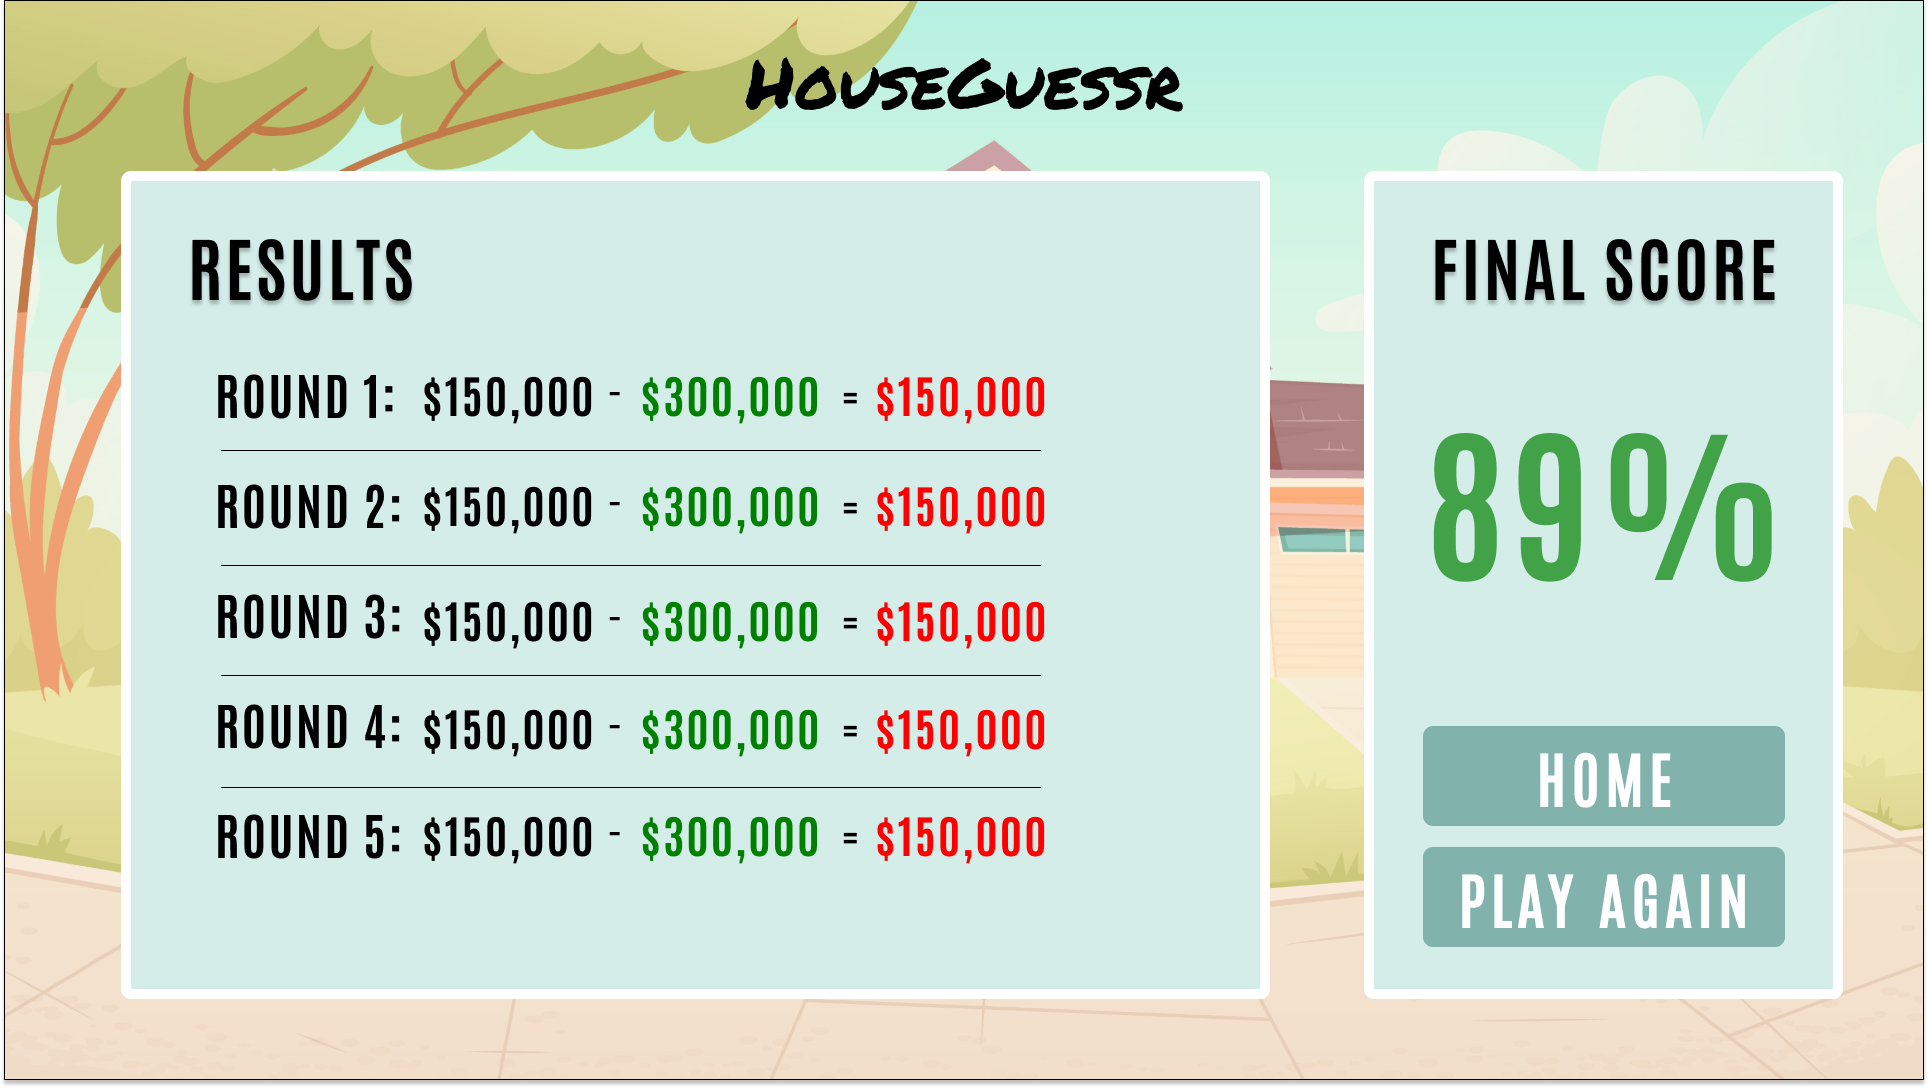 HouseGuessr
RESULTS
ROUND 1: $150,000 - $300,000 = $150,000
ROUND 2: $150,000 - $300,000 = $150,000
ROUND 3: $150,000 - $300,000 = $150,000
ROUND 4: $150,000 - $300,000 = $150,000
ROUND 5: $150,000 - $300,000 = $150,000
FINAL SCORE
89%
HOME
PLAY AGAIN